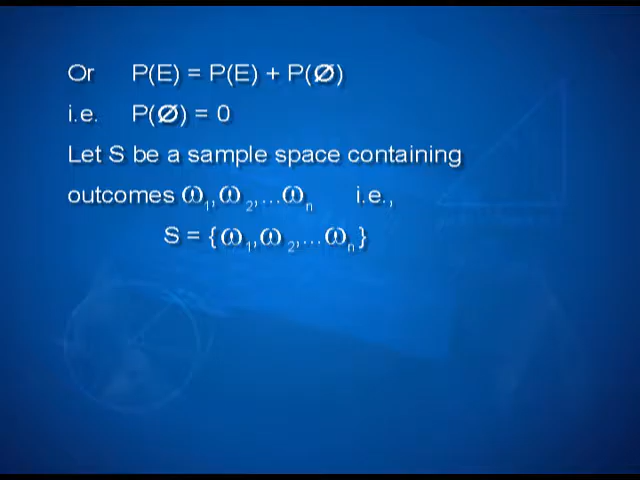 Or P(E) = P(E) + P(Ø)
i.e. P(Ø) = 0
Let S be a sample space containing
outcomes ω₁,ω₂,...ωₙ i.e.,
S = {ω₁,ω₂,...ωₙ}